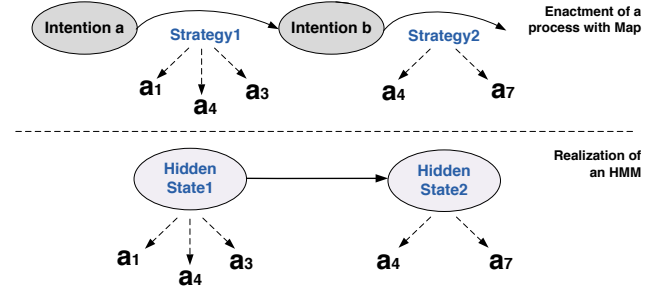 Intention a
Strategy1
Intention b
Strategy2
Enactment of a
process with Map
a1
a4
a3
a4
a7
Realization of
an HMM
Hidden
State1
Hidden
State2
a1
a4
a3
a4
a7